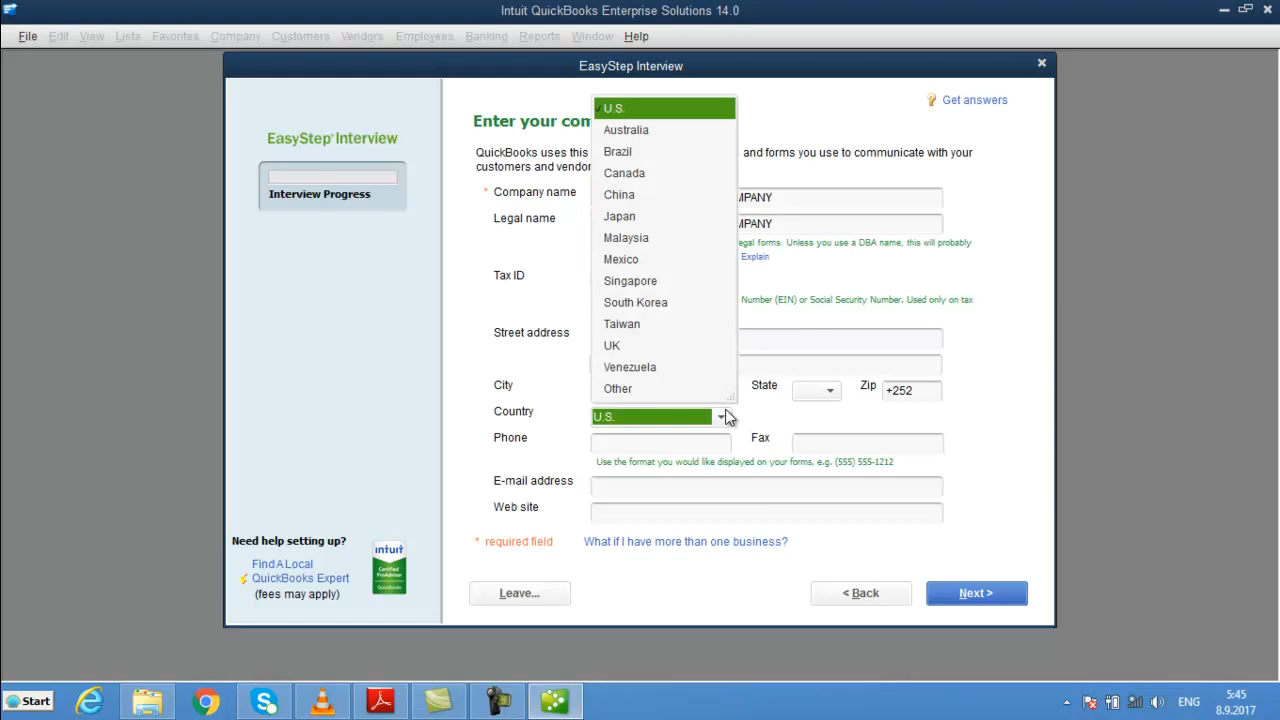 Intuit QuickBooks Enterprise Solutions 14.0
File Edit View Lists Favorites Company Customers Vendors Employees Banking Reports Window Help
EasyStep Interview
Get answers
EasyStep Interview
Interview Progress
Enter your com
QuickBooks uses this and forms you use to communicate with your
customers and vendor
* Company name MPANY
Legal name MPANY
egal forms. Unless you use a DBA name, this will probably
Explain
Tax ID
Number (EIN) or Social Security Number. Used only on tax
Street address
City State Zip +252
Country U.S.
✓ U.S.
Australia
Brazil
Canada
China
Japan
Malaysia
Mexico
Singapore
South Korea
Taiwan
UK
Venezuela
Other
Phone Fax
Use the format you would like displayed on your forms, e.g. (555) 555-1212
E-mail address
Web site
* required field What if I have more than one business?
Need help setting up?
Find A Local
QuickBooks Expert
(fees may apply)
intuit
Certified
ProAdvisor
QuickBooks
Leave... < Back Next >
Start
ENG
5:45
8.9.2017